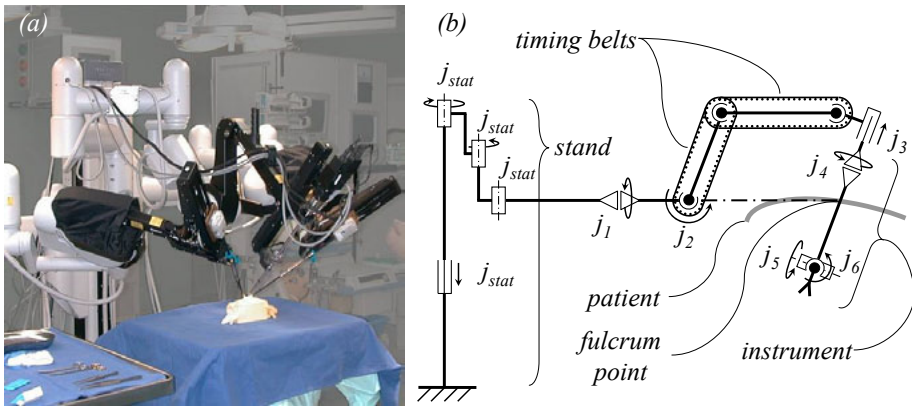 (a)
(b)
timing belts
j_stat
j_stat
j_stat
stand
j_3
j_4
j_1
j_2
j_stat
j_5
j_6
patient
fulcrum
point
instrument